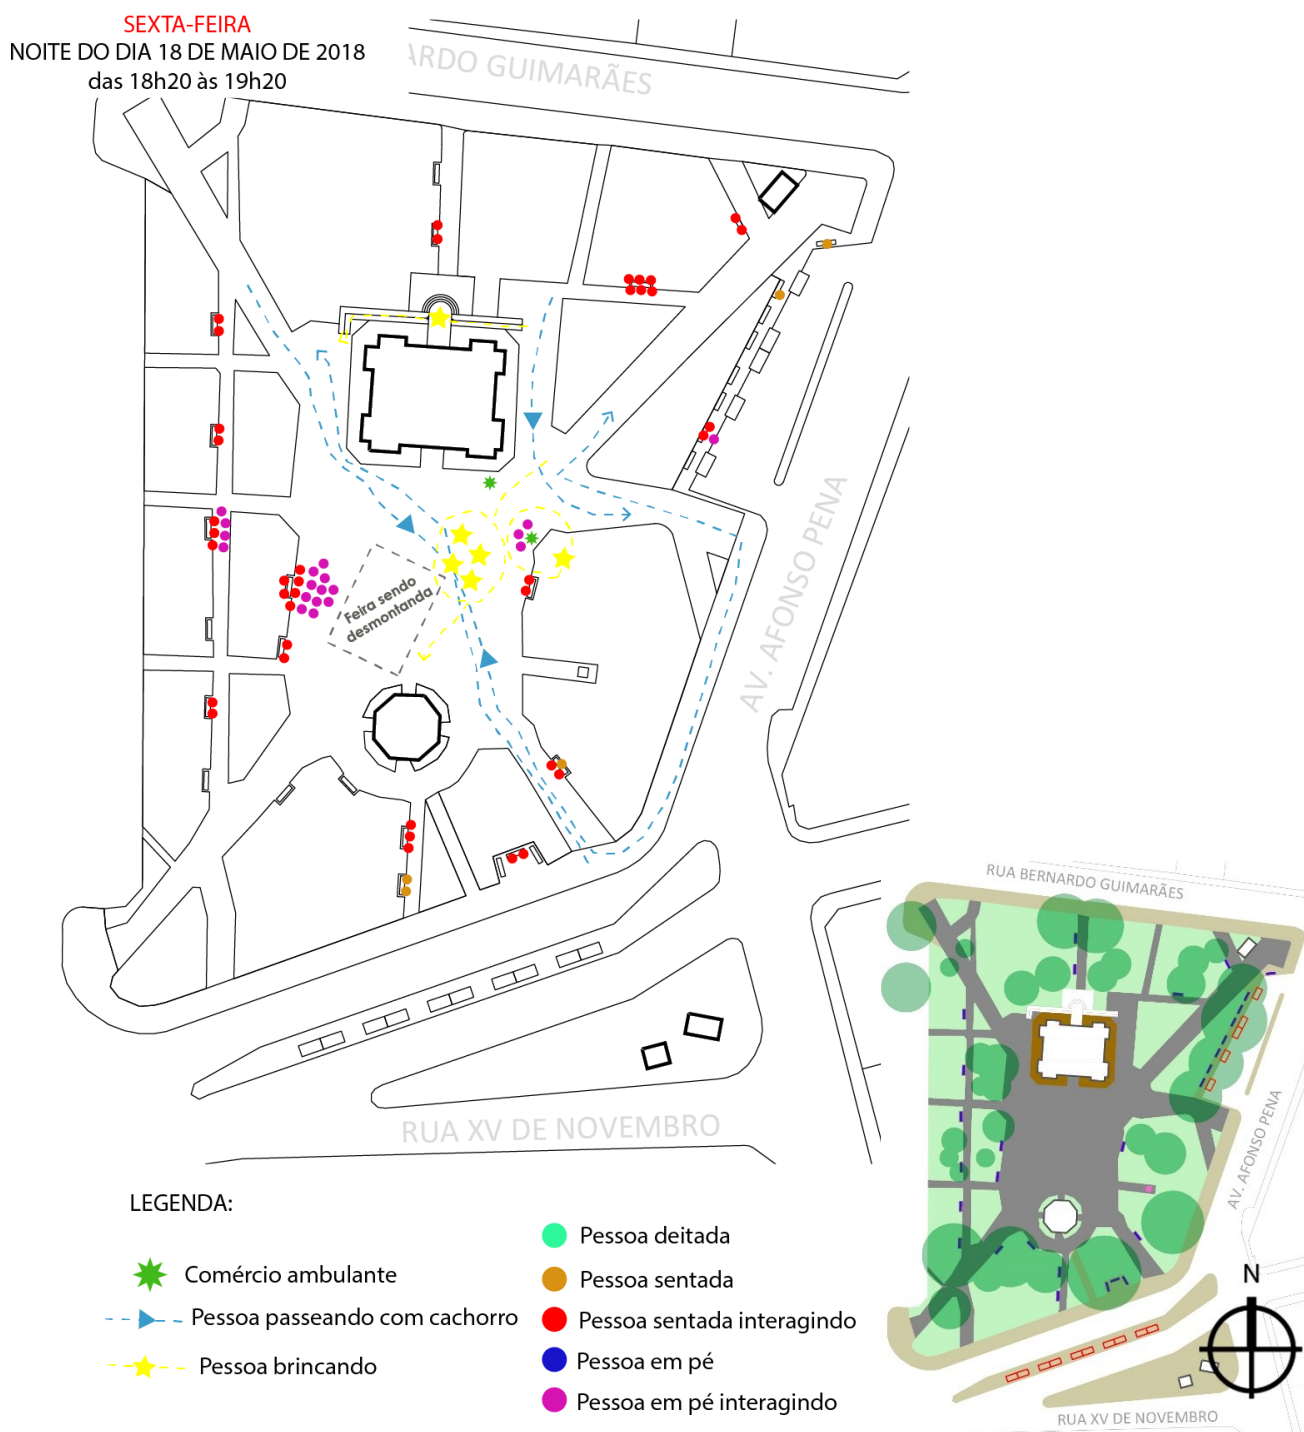 SEXTA-FEIRA
NOITE DO DIA 18 DE MAIO DE 2018
das 18h20 às 19h20
GUIMARÃES
AV. AFONSO PENA
Feira sendo
desmontanda
RUA XV DE NOVEMBRO
LEGENDA:
Comércio ambulante
Pessoa passeando com cachorro
Pessoa brincando
Pessoa deitada
Pessoa sentada
Pessoa sentada interagindo
Pessoa em pé
Pessoa em pé interagindo
RUA BERNARDO GUIMARÃES
AV. AFONSO PENA
N
RUA XV DE NOVEMBRO